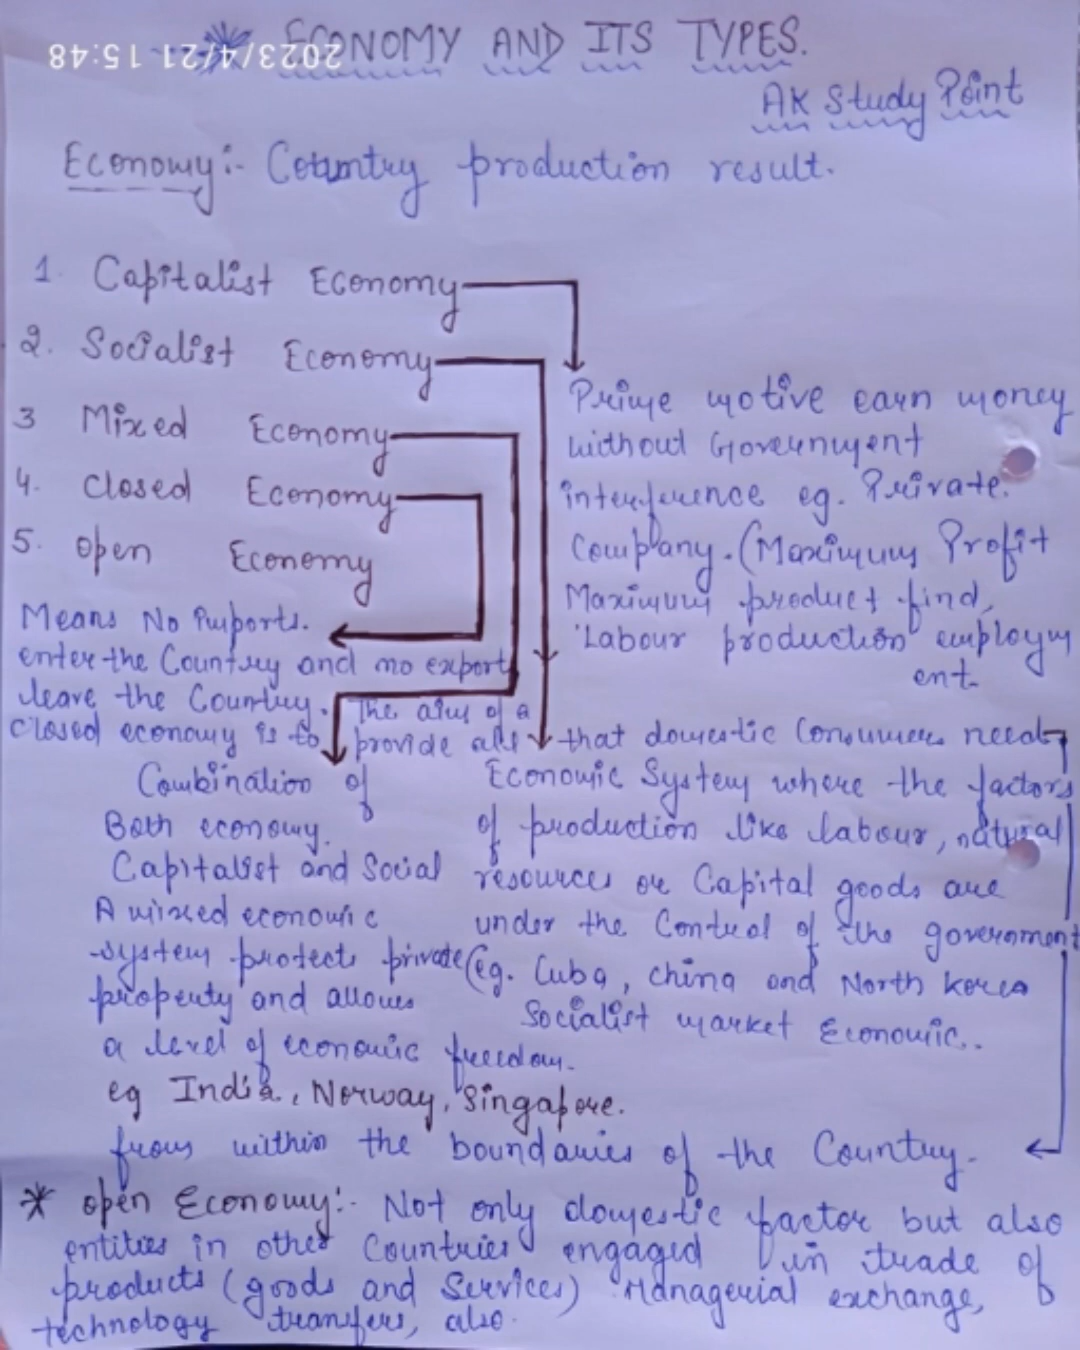 ECONOMY AND ITS TYPES.
2023/4/21 15:48
AK Study Point
Economy:- Country production result.
1. Capitalist Economy
2. Socialist Economy
3 Mixed Economy
4. Closed Economy
5. Open Economy
Prime motive earn money
without Government
interference eg. Private.
Company. (Maximum Profit
Maximum product find,
Labour production employm
ent.
Means No Imports.
enter the Country and no export
leave the Country. The aim of a
closed economy is to provide all that domestic Consumers need
Combination of
Both economy.
Capitalist and Social
A mixed economic
system protects private
property and allows
a level of economic freedom.
eg India, Norway, Singapore.
Economic System where the factors
of production like labour, natural
resources or Capital goods are
under the Control of the government
(eg. Cuba, China and North Korea
Socialist market Economic.
from within the boundaries of the Country.
* Open Economy:- Not only domestic factor but also
entities in other Countries engaged in trade of
products (goods and Services) Managerial exchange,
technology transfers, also.